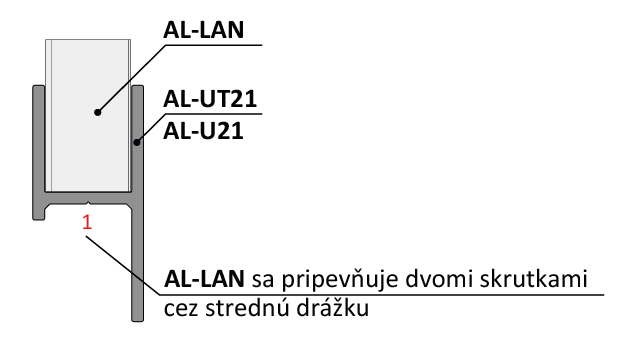 AL-LAN
AL-UT21
AL-U21
1
AL-LAN sa pripevňuje dvomi skrutkami
cez strednú drážku